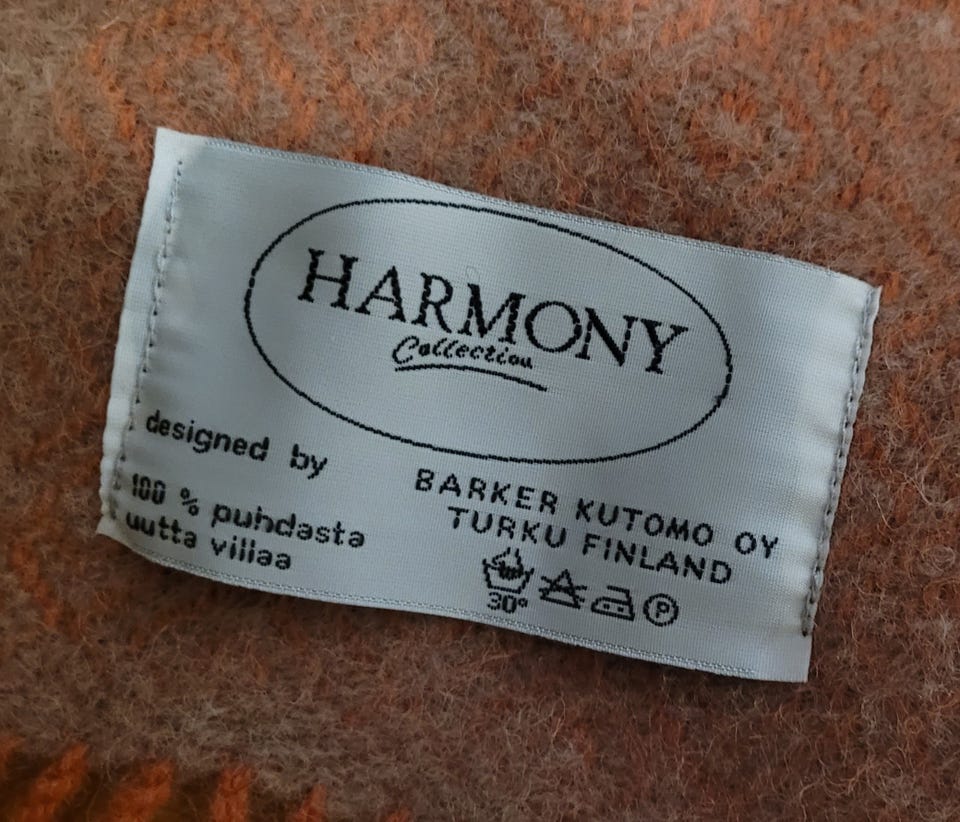 HARMONY
Collection
designed by
BARKER KUTOMO OY
TURKU FINLAND
100 % puhdasta
uutta villaa
30°
P